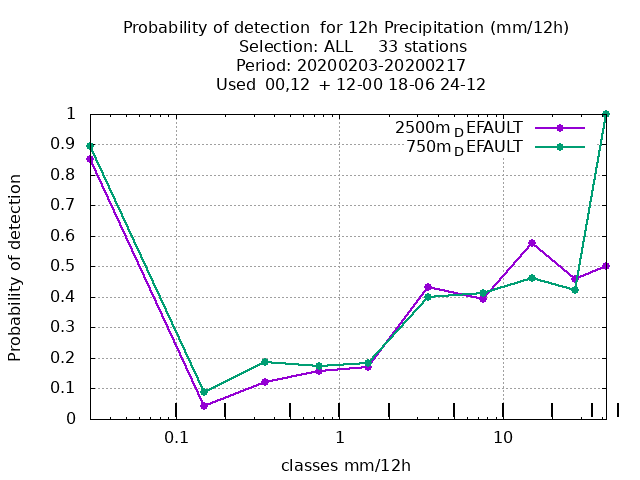 Probability of detection  for 12h Precipitation (mm/12h)
Selection: ALL     33 stations
Period: 20200203-20200217
Used  00,12  + 12-00 18-06 24-12
2500m_DEFAULT
750m_DEFAULT
Probability of detection
1
0.9
0.8
0.7
0.6
0.5
0.4
0.3
0.2
0.1
0
0.1 1 10
classes mm/12h